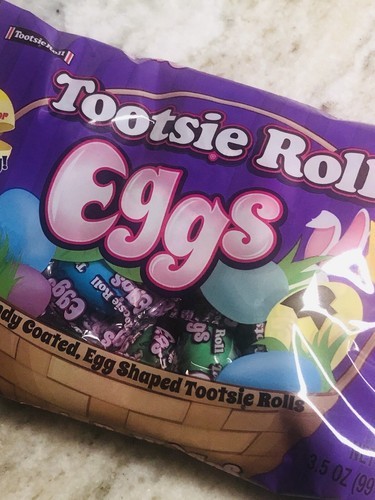 Tootsie Roll
Tootsie Roll
Eggs
Eggs
Tootsie Roll
Eggs
Roll
dy Coated, Egg Shaped Tootsie Rolls
3.5 OZ (99